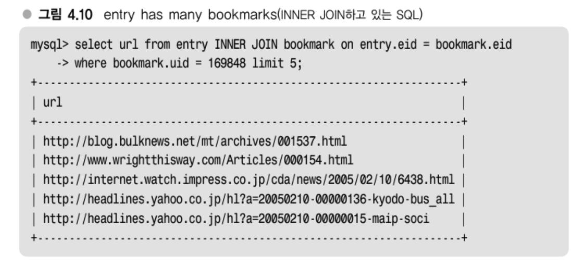 ● 그림 4.10 entry has many bookmarks(INNER JOIN하고 있는 SQL)
mysql> select url from entry INNER JOIN bookmark on entry.eid = bookmark.eid
    -> where bookmark.uid = 169848 limit 5;
+-------------------------------------------------------------------+
| url                                                               |
+-------------------------------------------------------------------+
| http://blog.bulknews.net/mt/archives/001537.html                  |
| http://www.wrightthisway.com/Articles/000154.html                 |
| http://internet.watch.impress.co.jp/cda/news/2005/02/10/6438.html |
| http://headlines.yahoo.co.jp/hl?a=20050210-00000136-kyodo-bus_all |
| http://headlines.yahoo.co.jp/hl?a=20050210-00000015-maip-soci     |
+-------------------------------------------------------------------+